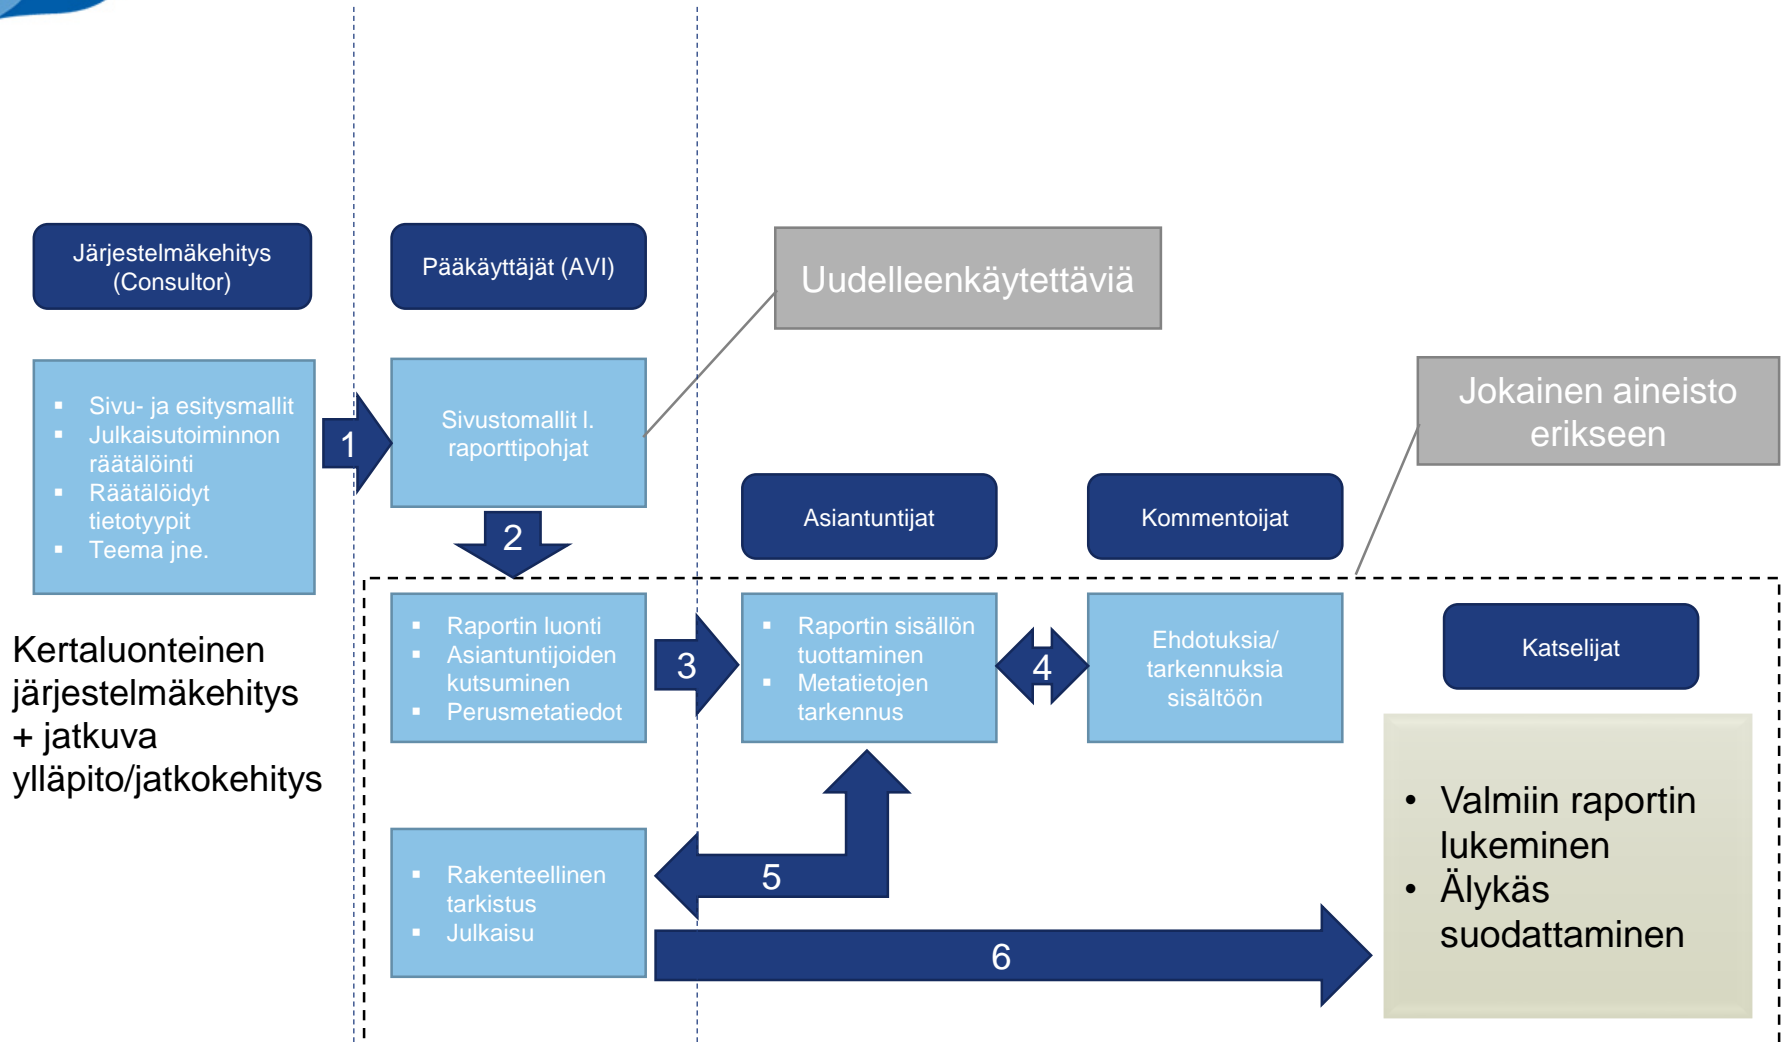 Järjestelmäkehitys
(Consultor)
Pääkäyttäjät (AVI)
Uudelleenkäytettäviä
▪ Sivu- ja esitysmallit
▪ Julkaisutoiminnon
räätälöinti
▪ Räätälöidyt
tietotyypit
▪ Teema jne.
1
Sivustomallit l.
raporttipohjat
Jokainen aineisto
erikseen
2
Asiantuntijat
Kommentoijat
Kertaluonteinen
järjestelmäkehitys
+ jatkuva
ylläpito/jatkokehitys
▪ Raportin luonti
▪ Asiantuntijoiden
kutsuminen
▪ Perusmetatiedot
3
▪ Raportin sisällön
tuottaminen
▪ Metatietojen
tarkennus
4
Ehdotuksia/
tarkennuksia
sisältöön
Katselijat
▪ Rakenteellinen
tarkistus
▪ Julkaisu
5
6
• Valmiin raportin
lukeminen
• Älykäs
suodattaminen